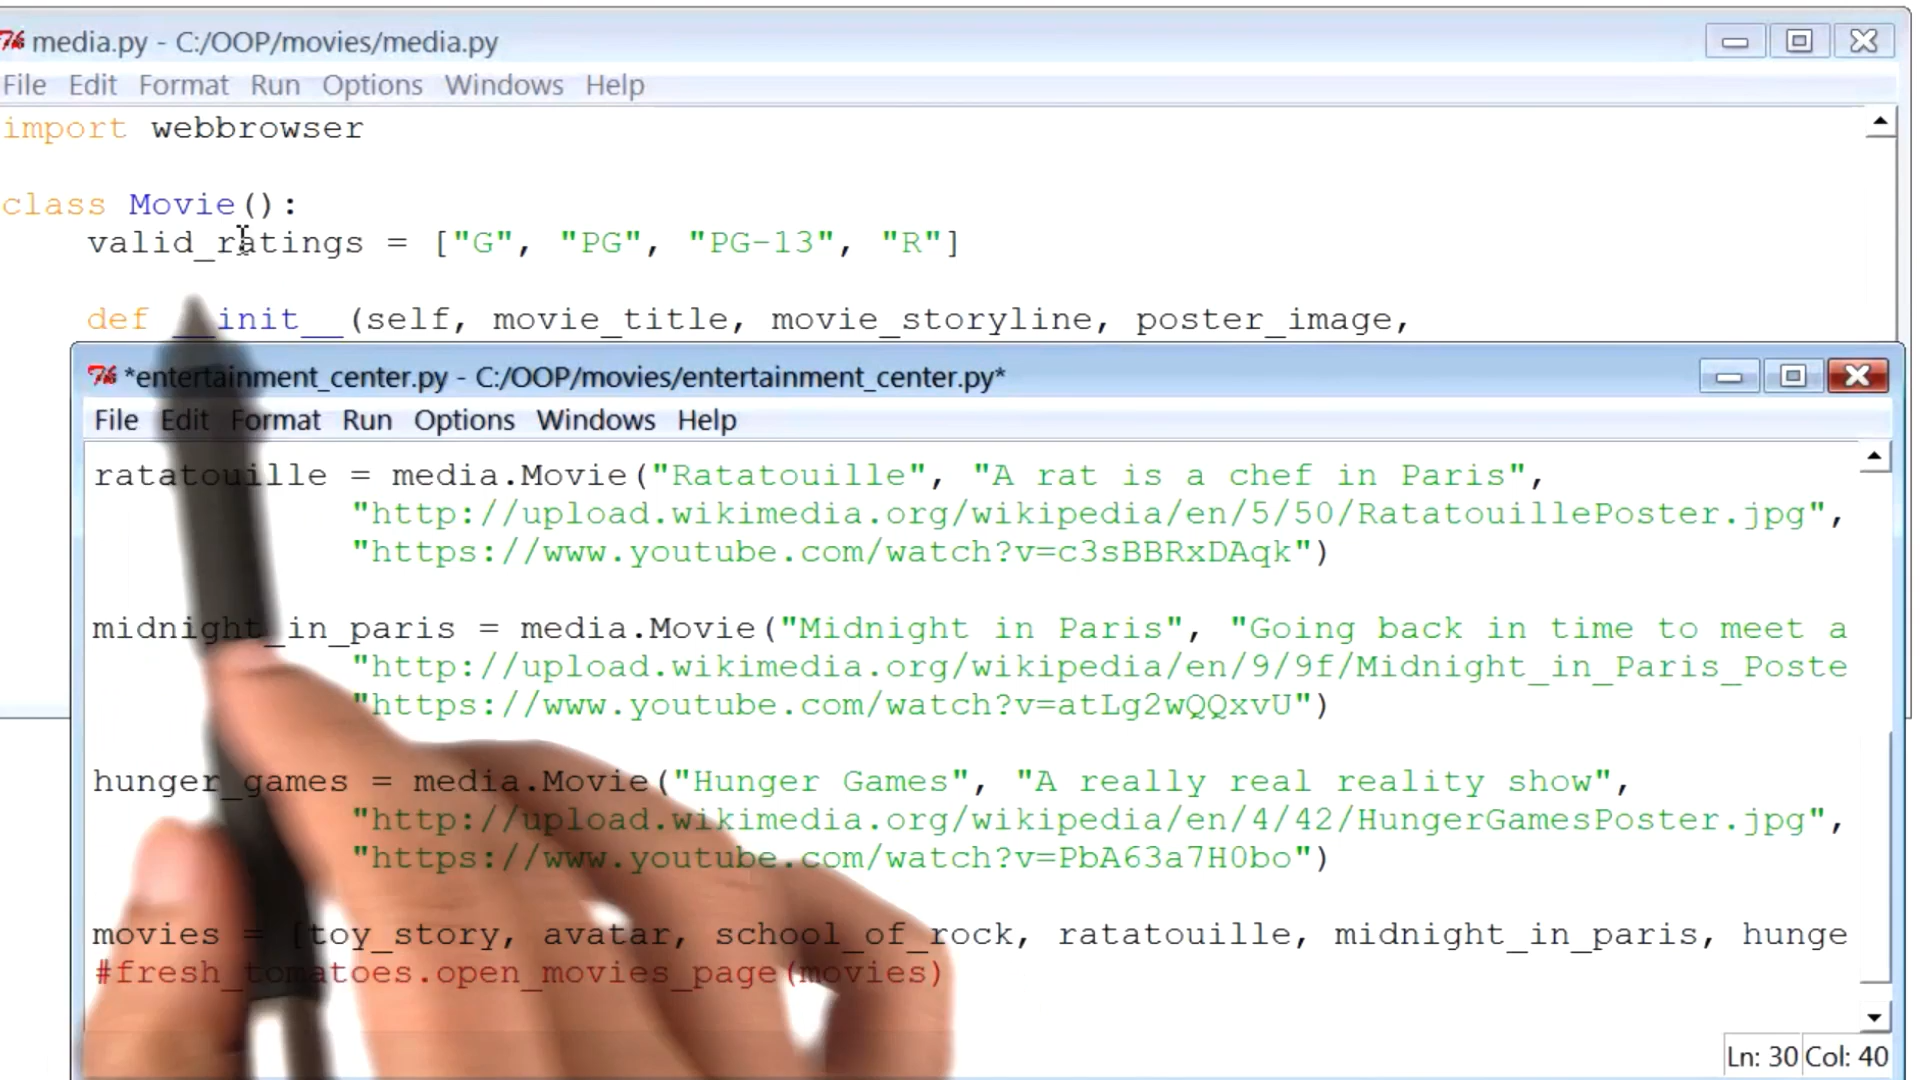 media.py - C:/OOP/movies/media.py
File Edit Format Run Options Windows Help
import webbrowser
class Movie():
valid_ratings = ["G", "PG", "PG-13", "R"]
def __init__(self, movie_title, movie_storyline, poster_image,
*entertainment_center.py - C:/OOP/movies/entertainment_center.py*
File Edit Format Run Options Windows Help
ratatouille = media.Movie("Ratatouille", "A rat is a chef in Paris",
"http://upload.wikimedia.org/wikipedia/en/5/50/RatatouillePoster.jpg",
"https://www.youtube.com/watch?v=c3sBBRxDAqk")
midnight_in_paris = media.Movie("Midnight in Paris", "Going back in time to meet a
"http://upload.wikimedia.org/wikipedia/en/9/9f/Midnight_in_Paris_Poste
"https://www.youtube.com/watch?v=atLg2wQQxvU")
hunger_games = media.Movie("Hunger Games", "A really real reality show",
"http://upload.wikimedia.org/wikipedia/en/4/42/HungerGamesPoster.jpg",
"https://www.youtube.com/watch?v=PbA63a7H0bo")
movies = [toy_story, avatar, school_of_rock, ratatouille, midnight_in_paris, hunge
#fresh_tomatoes.open_movies_page(movies)
Ln: 30 Col: 40